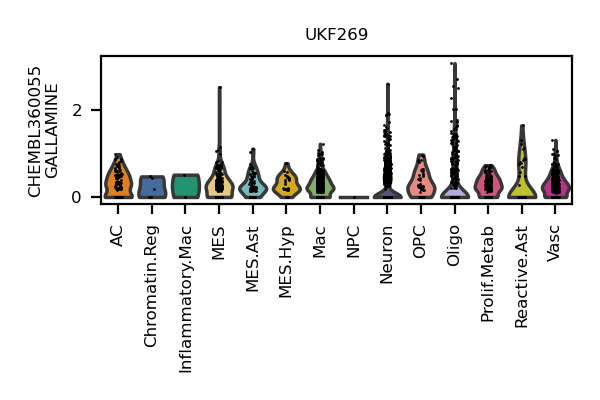 UKF269
CHEMBL360055
GALLAMINE
2
0
AC
Chromatin.Reg
Inflammatory.Mac
MES
MES.Ast
MES.Hyp
Mac
NPC
Neuron
OPC
Oligo
Prolif.Metab
Reactive.Ast
Vasc